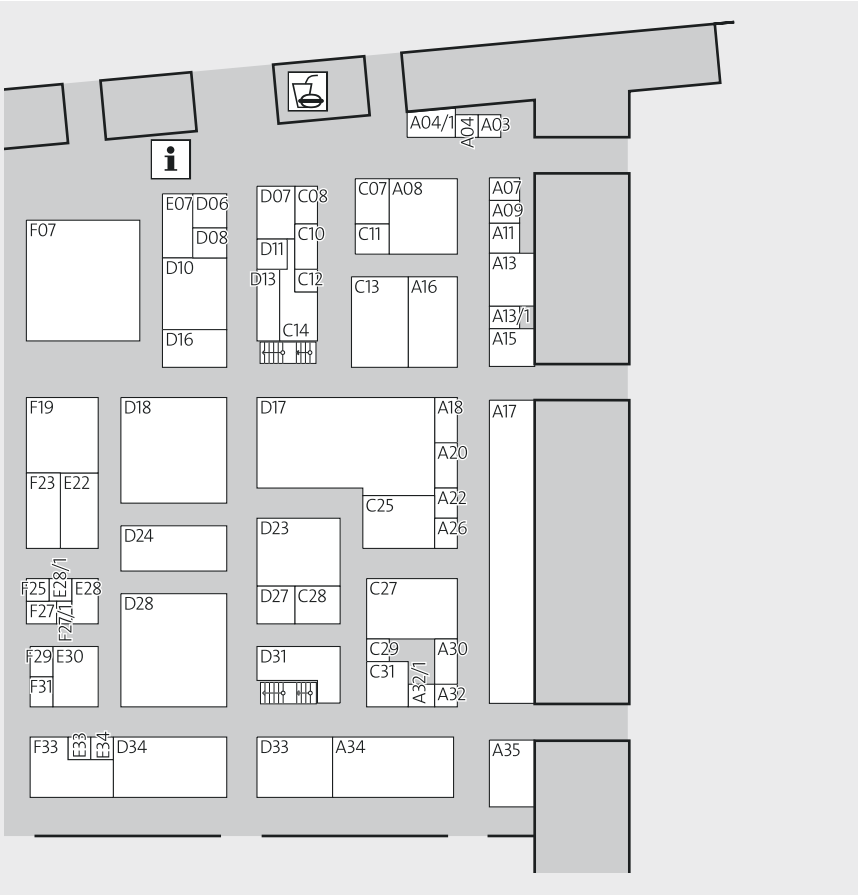 A04/1
A04
A03
i
E07
D06
D08
D10
D16
D07
C08
C10
D11
D13
C12
C14
C07
A08
C11
C13
A16
A07
A09
A11
A13
A13/1
A15
F07
F19
F23
E22
D18
D24
D28
D17
A18
A20
A22
A26
C25
A17
D23
D27
C28
F25
E28/1
E28
F27
F27/1
C27
C29
C31
A30
A32/1
A32
F29
E30
F31
D31
F33
E33
E34
D34
D33
A34
A35